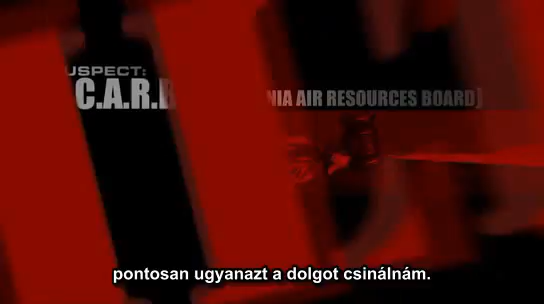 USPECT:
C.A.R.B
NIA AIR RESOURCES BOARD]
pontosan ugyanazt a dolgot csinálnám.